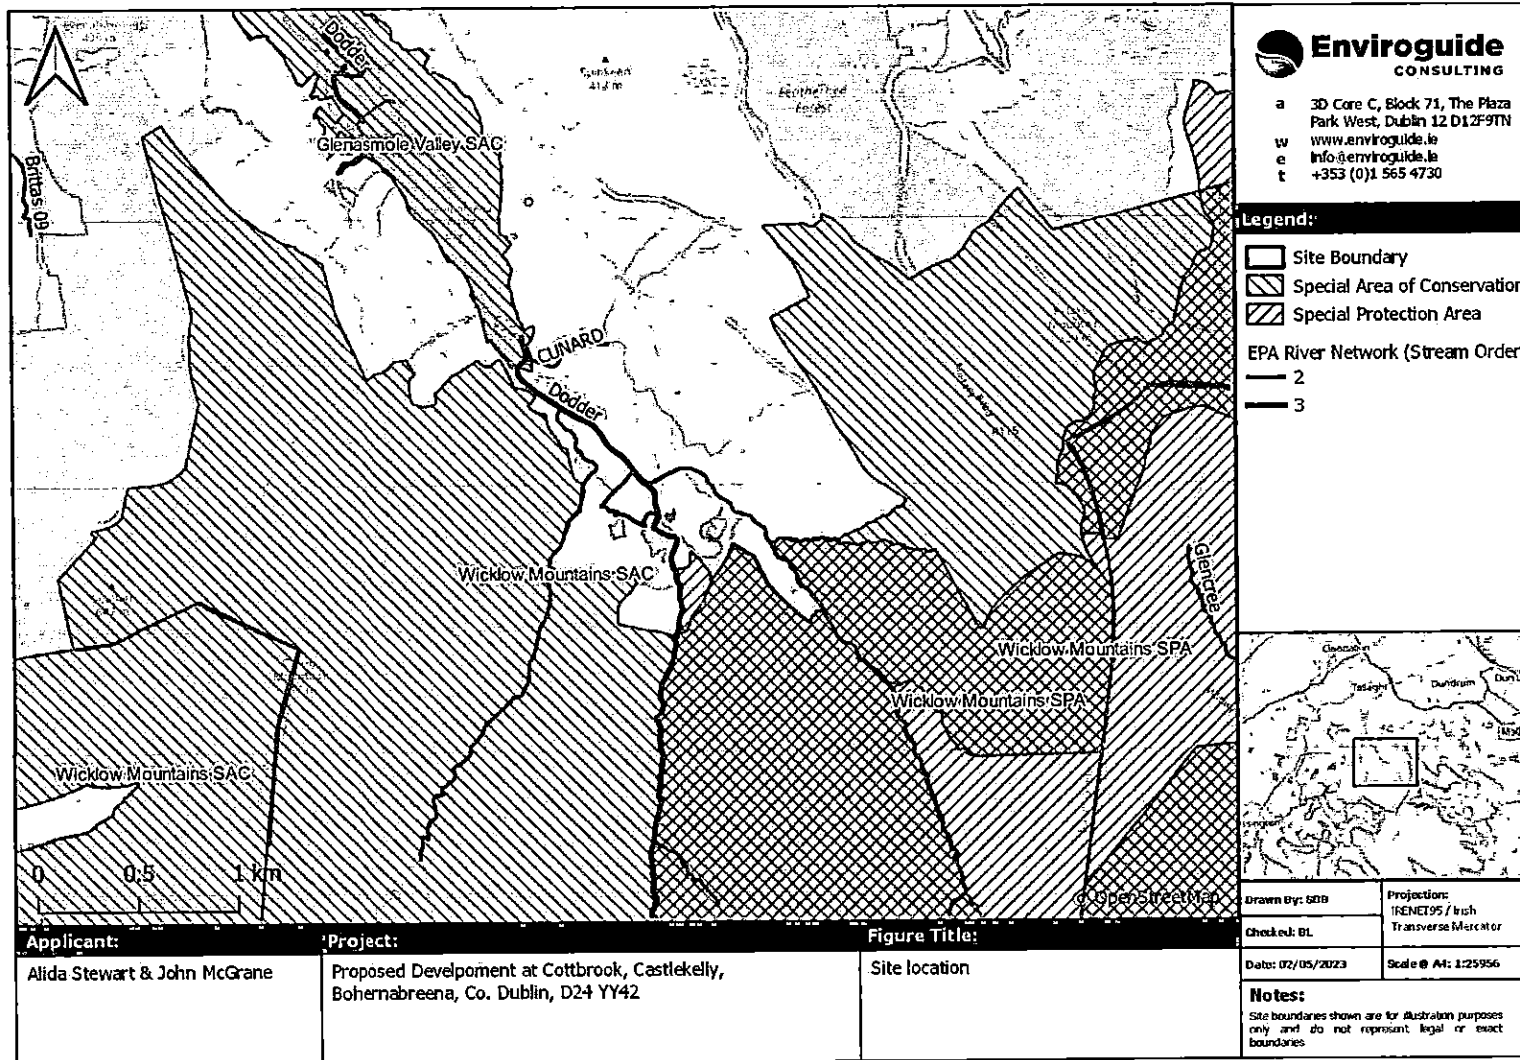 Dodder
Glenasmole Valley SAC
Brittas 09
CUNARD
Dodder
R115
Wicklow Mountains SAC
Glencree
Wicklow Mountains SPA
Wicklow Mountains SPA
Wicklow Mountains SAC
0 0.5 1 km
OpenStreetMap
Enviroguide
CONSULTING
a 3D Core C, Block 71, The Plaza
Park West, Dublin 12 D12F9TN
w www.enviroguide.ie
e info@enviroguide.ie
t +353 (0)1 565 4730
Legend:
Site Boundary
Special Area of Conservation
Special Protection Area
EPA River Network (Stream Order
2
3
Tallaght
Dundrum
Drawn By: SDB
Projection:
IRENET95 / Irish
Transverse Mercator
Checked: BL
Date: 02/05/2023
Scale @ A4: 1:25956
Notes:
Site boundaries shown are for illustration purposes
only and do not represent legal or exact
boundaries
Applicant:
Alida Stewart & John McGrane
Project:
Proposed Develpoment at Cottbrook, Castlekelly,
Bohernabreena, Co. Dublin, D24 YY42
Figure Title:
Site location